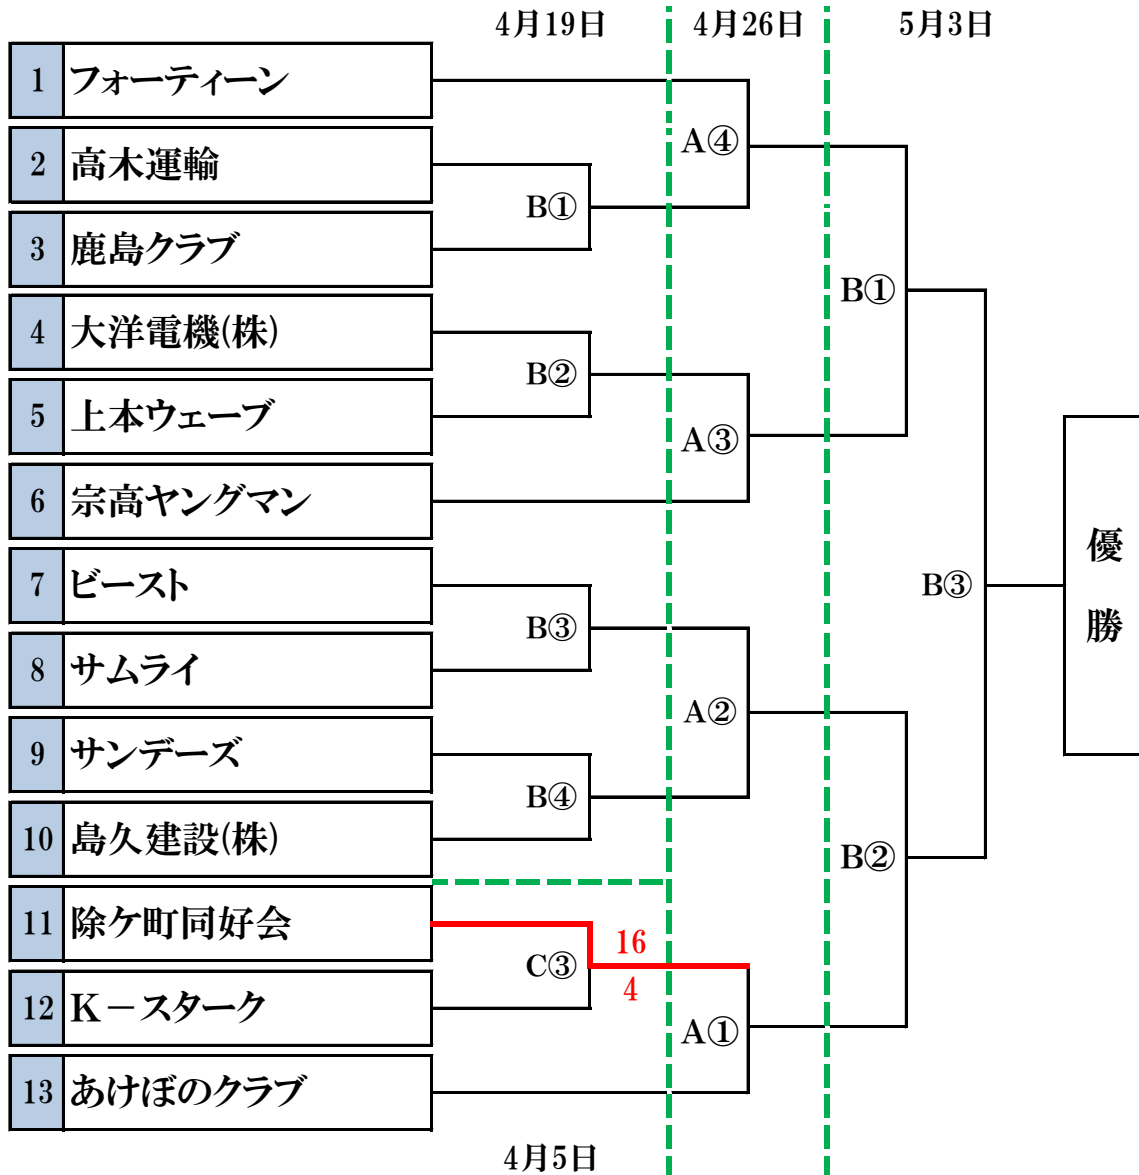 4月19日 4月26日 5月3日
1 フォーティーン
A④
2 高木運輸
B①
3 鹿島クラブ
B①
4 大洋電機(株)
B②
5 上本ウェーブ
A③
6 宗高ヤングマン
優
勝
7 ビースト
B③
B③
8 サムライ
A②
9 サンデーズ
B④
10 島久建設(株)
B②
11 除ケ町同好会
16
C③
4
12 K－スターク
A①
13 あけぼのクラブ
4月5日